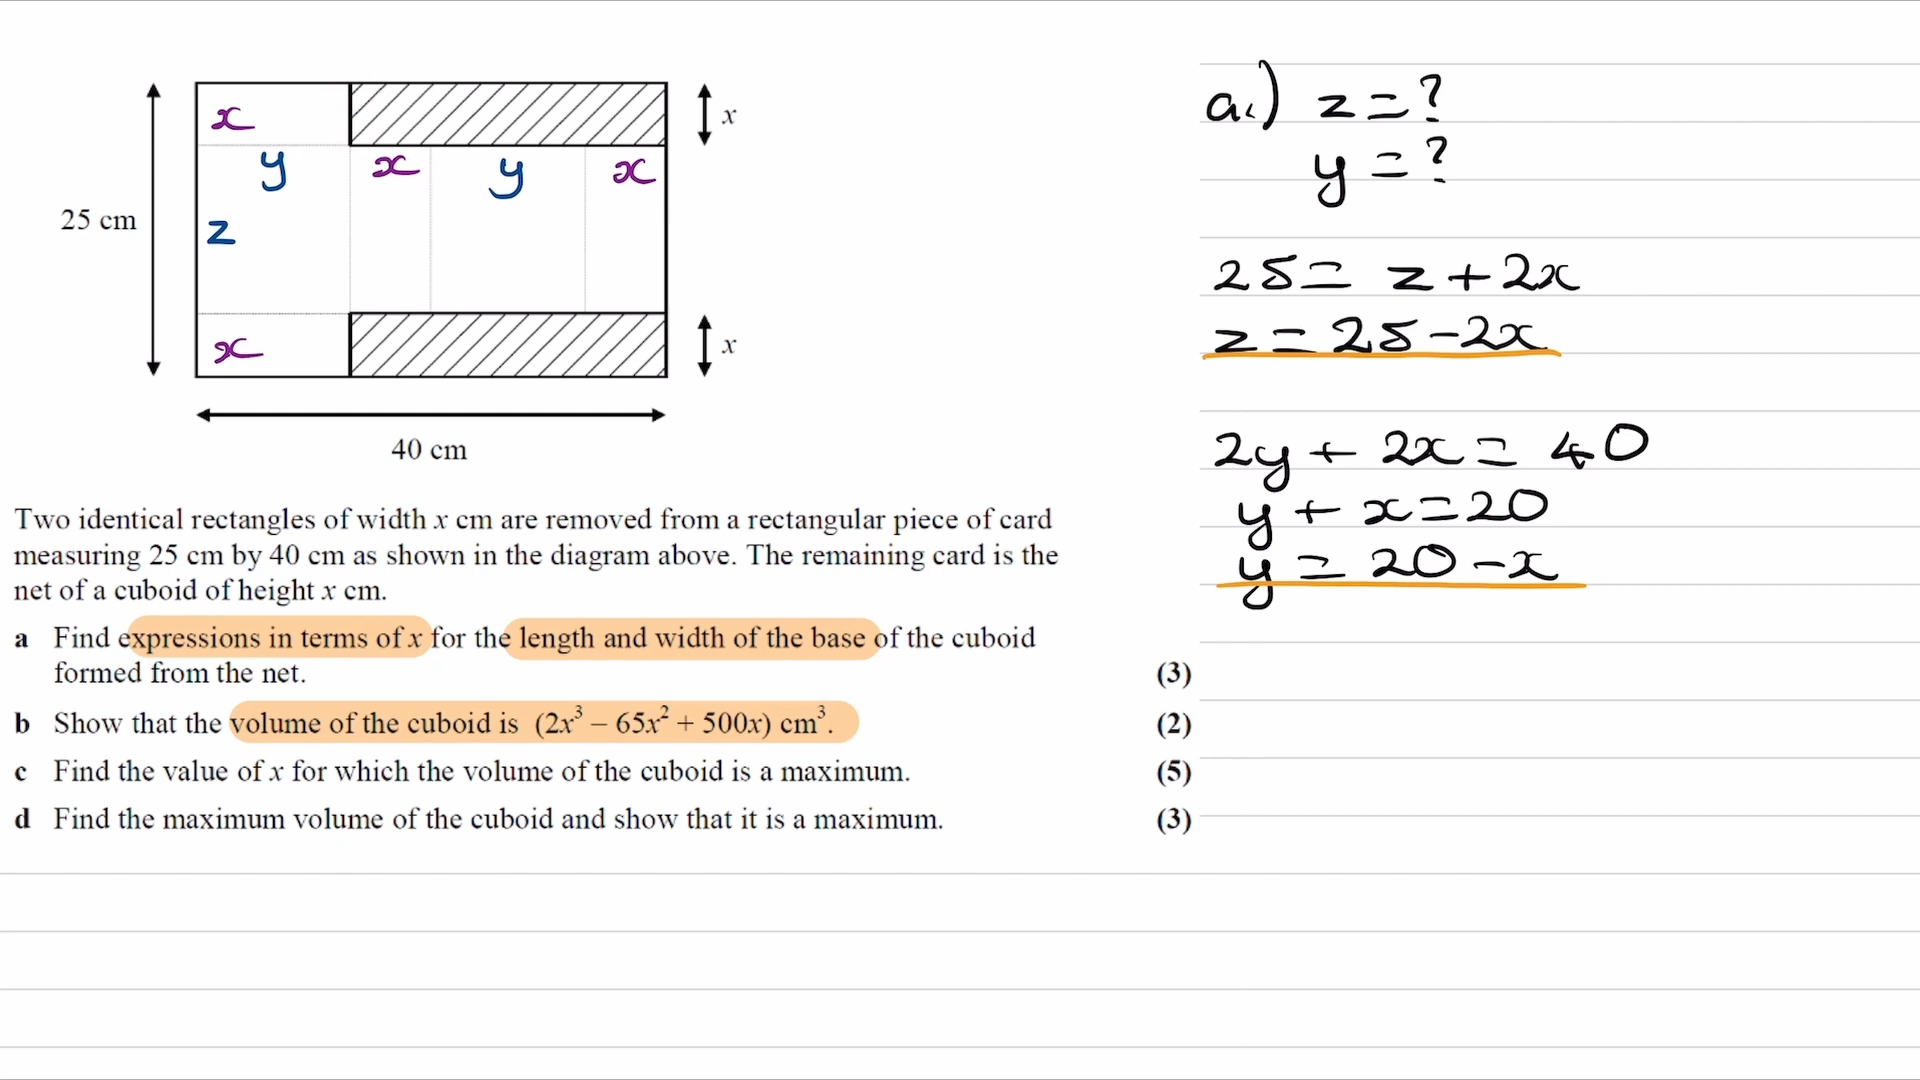 x
x
y
x
y
x
25 cm
z
x
x
40 cm
Two identical rectangles of width x cm are removed from a rectangular piece of card
measuring 25 cm by 40 cm as shown in the diagram above. The remaining card is the
net of a cuboid of height x cm.
a Find expressions in terms of x for the length and width of the base of the cuboid
formed from the net. (3)
b Show that the volume of the cuboid is (2x³ – 65x² + 500x) cm³. (2)
c Find the value of x for which the volume of the cuboid is a maximum. (5)
d Find the maximum volume of the cuboid and show that it is a maximum. (3)
a.) z = ?
y = ?
25 = z + 2x
z = 25 - 2x
2y + 2x = 40
y + x = 20
y = 20 - x